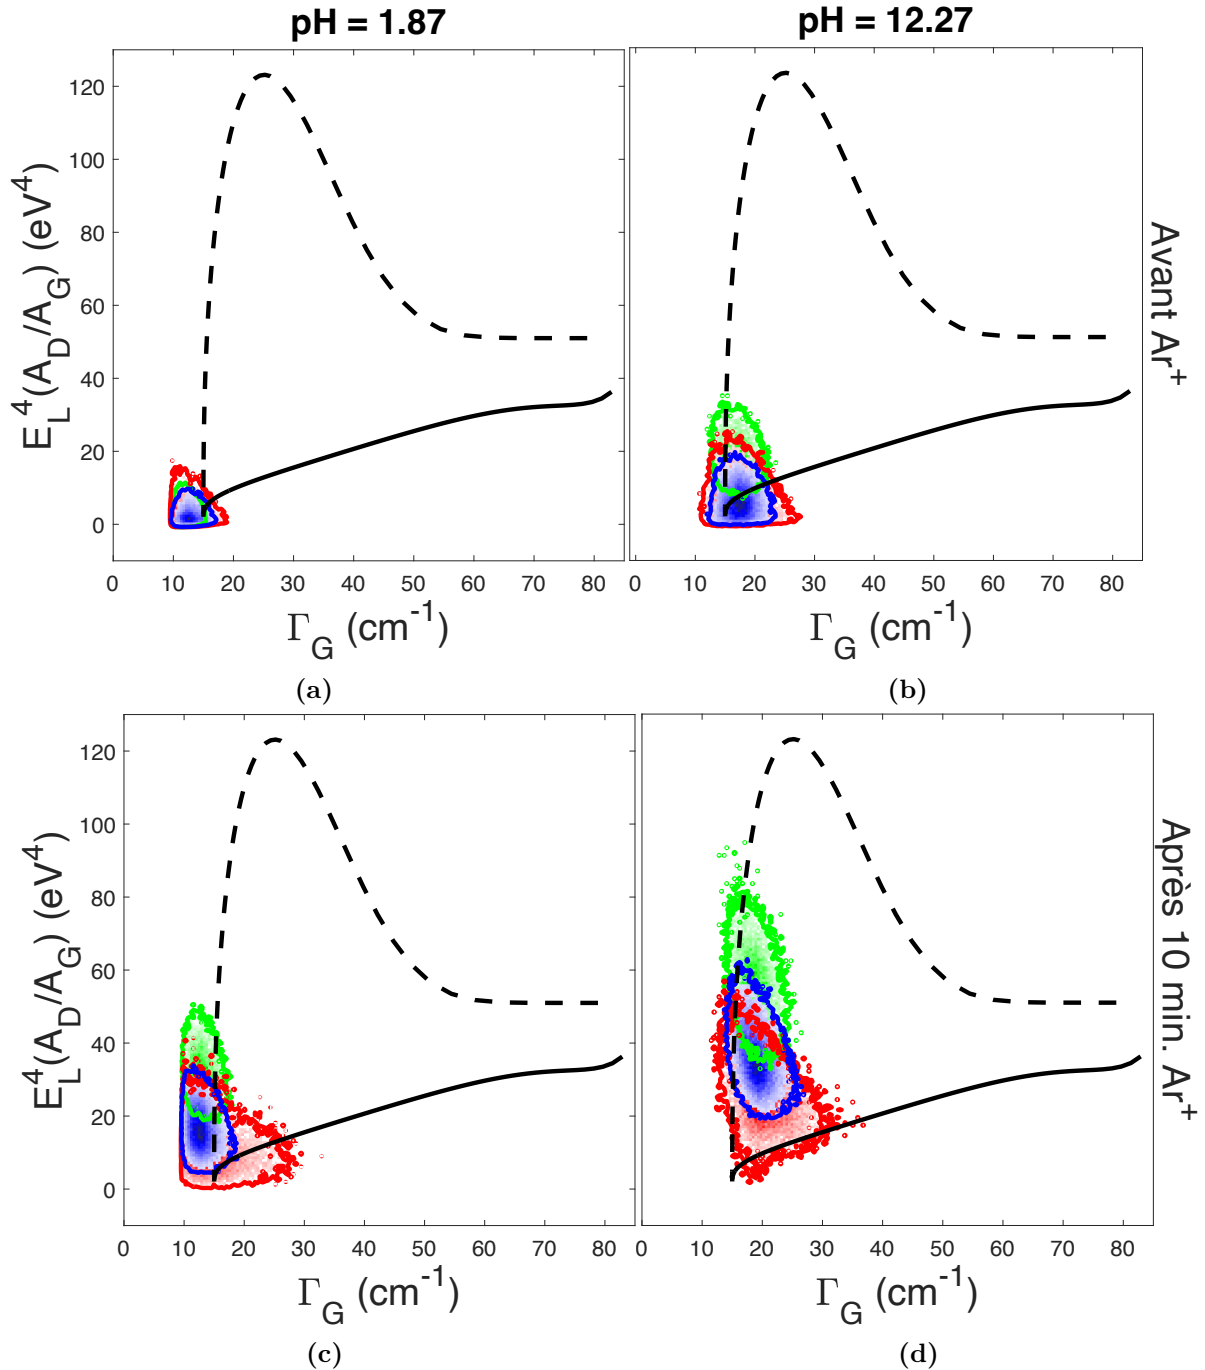 pH = 1.87
pH = 12.27
E_L^4(A_D/A_G) (eV^4)
120
100
80
60
40
20
0
0 10 20 30 40 50 60 70 80
0 10 20 30 40 50 60 70 80
Γ_G (cm^-1)
Γ_G (cm^-1)
Avant Ar^+
(a)
(b)
E_L^4(A_D/A_G) (eV^4)
120
100
80
60
40
20
0
0 10 20 30 40 50 60 70 80
0 10 20 30 40 50 60 70 80
Γ_G (cm^-1)
Γ_G (cm^-1)
Après 10 min. Ar^+
(c)
(d)